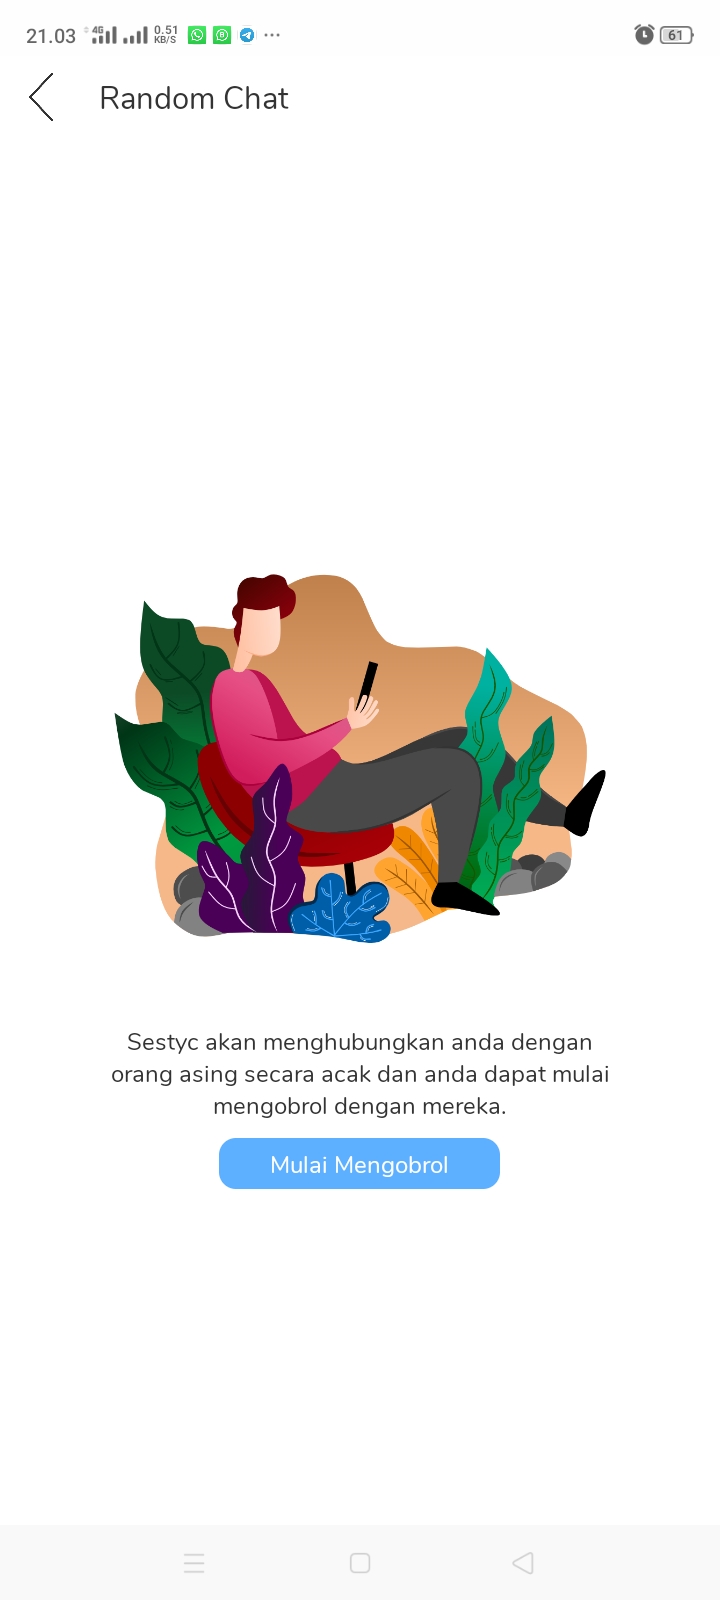 21.03 4G 0.51 KB/S 61
Random Chat
Sestyc akan menghubungkan anda dengan
orang asing secara acak dan anda dapat mulai
mengobrol dengan mereka.
Mulai Mengobrol